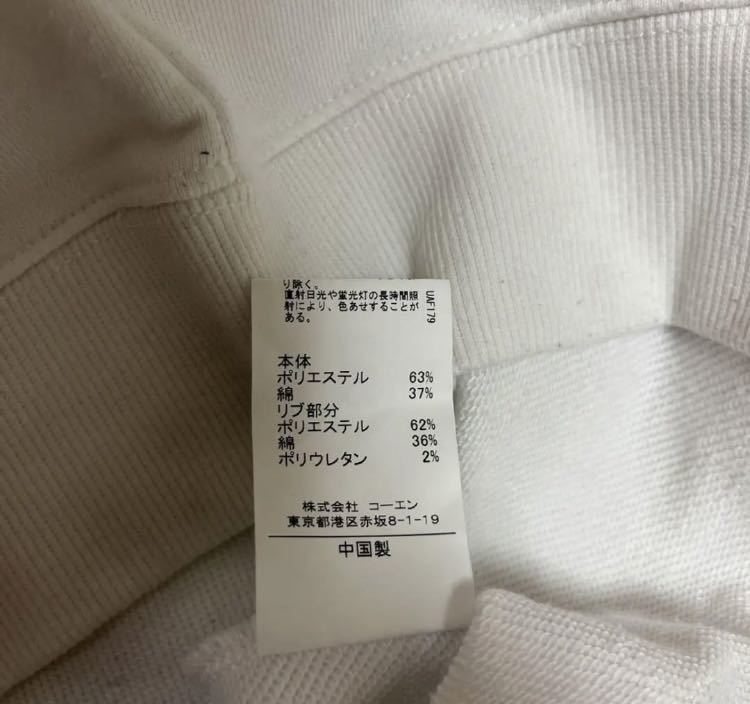 り除く。
直射日光や蛍光灯の長時間照
射により、色あせすることが
ある。
UAF179
本体
ポリエステル 63%
綿 37%
リブ部分
ポリエステル 62%
綿 36%
ポリウレタン 2%
株式会社 コーエン
東京都港区赤坂8-1-19
中国製